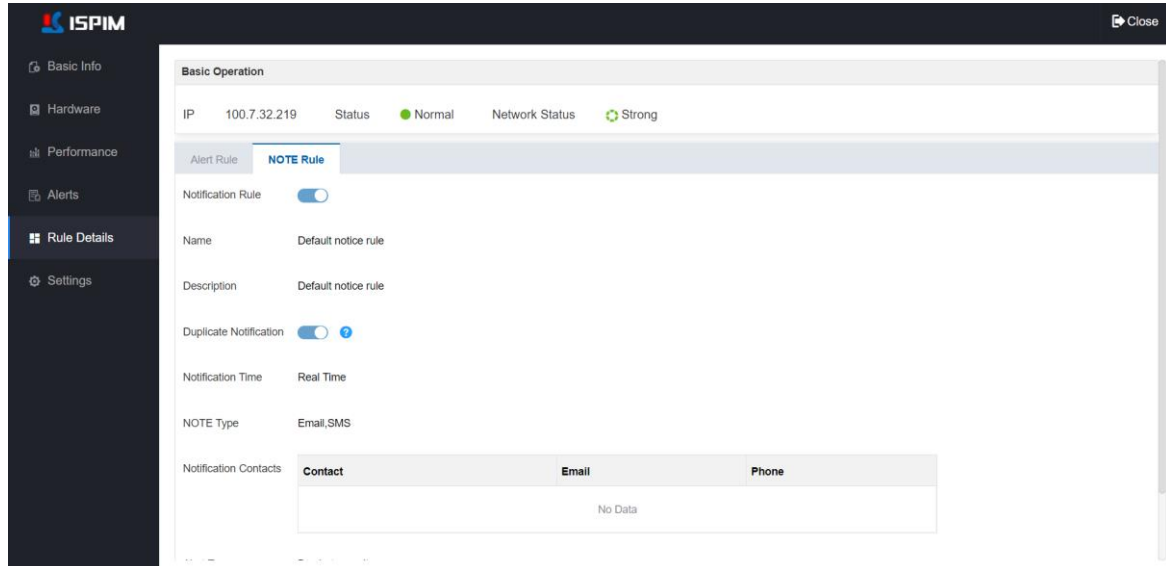 ISPIM
Close
Basic Info
Hardware
Performance
Alerts
Rule Details
Settings
Basic Operation
IP 100.7.32.219 Status Normal Network Status Strong
Alert Rule NOTE Rule
Notification Rule
Name Default notice rule
Description Default notice rule
Duplicate Notification ?
Notification Time Real Time
NOTE Type Email,SMS
Notification Contacts Contact Email Phone
No Data